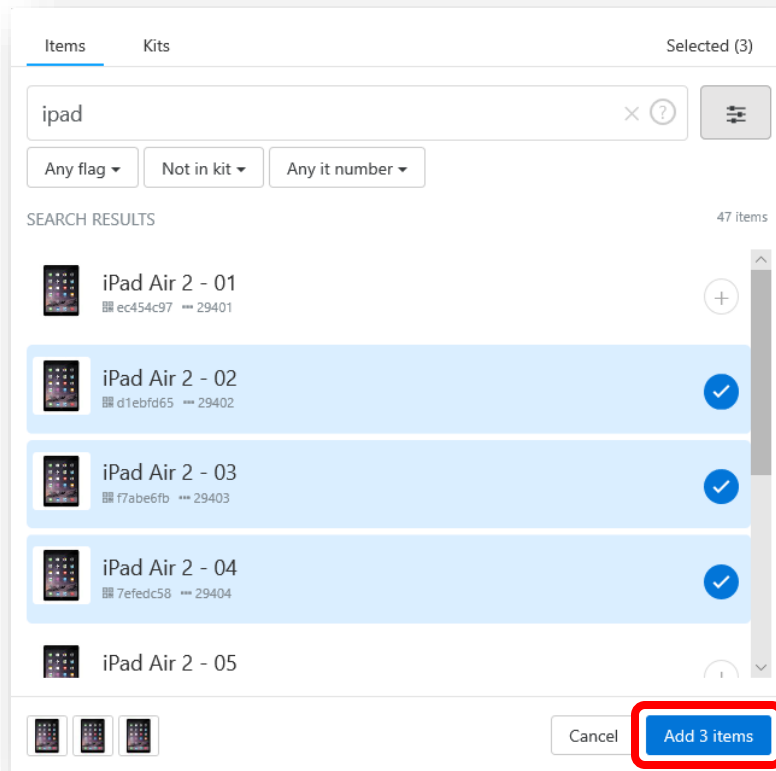 Items Kits Selected (3)
ipad
Any flag Not in kit Any it number
SEARCH RESULTS 47 items
iPad Air 2 - 01
ec454c97 29401
iPad Air 2 - 02
d1ebfd65 29402
iPad Air 2 - 03
f7abe6fb 29403
iPad Air 2 - 04
7efedc58 29404
iPad Air 2 - 05
Cancel Add 3 items